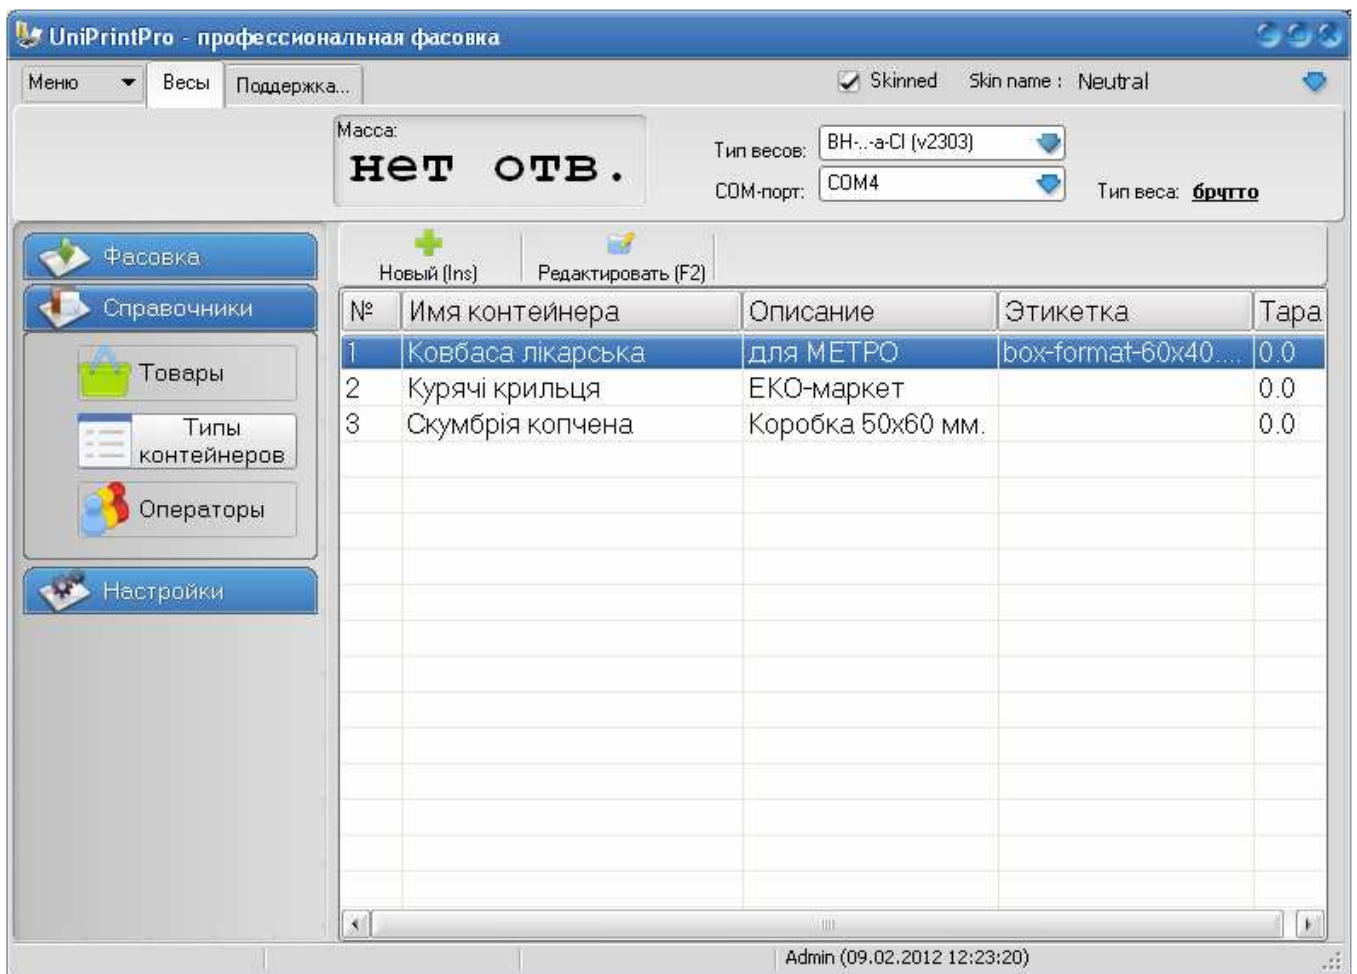 UniPrintPro - профессиональная фасовка
Меню Весы Поддержка... Skinned Skin name : Neutral
Масса:
нет отв.
Тип весов: ВН-..-а-СІ (v2303)
COM-порт: COM4 Тип веса: брутто
Фасовка
Справочники
Товары
Типы
контейнеров
Операторы
Настройки
Новый (Ins) Редактировать (F2)
№ Имя контейнера Описание Этикетка Тара
1 Ковбаса лікарська для МЕТРО box-format-60x40.... 0.0
2 Курячі крильця ЕКО-маркет 0.0
3 Скумбрія копчена Коробка 50х60 мм. 0.0
Admin (09.02.2012 12:23:20)